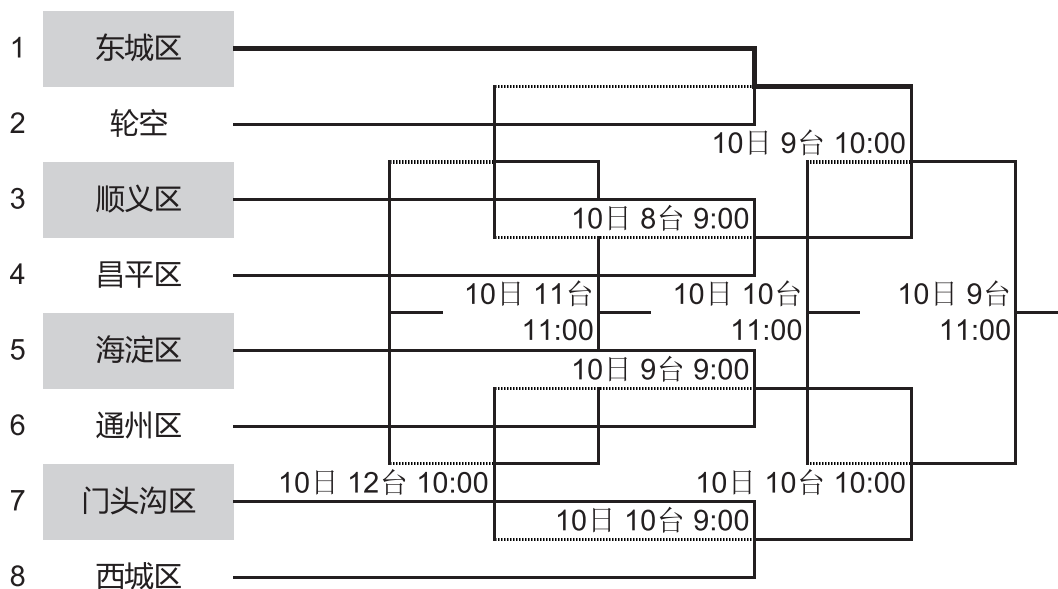 1 东城区
2 轮空
10日 9台 10:00
3 顺义区
10日 8台 9:00
4 昌平区
10日 11台
11:00
10日 10台
11:00
10日 9台
11:00
5 海淀区
10日 9台 9:00
6 通州区
10日 12台 10:00
10日 10台 10:00
7 门头沟区
10日 10台 9:00
8 西城区